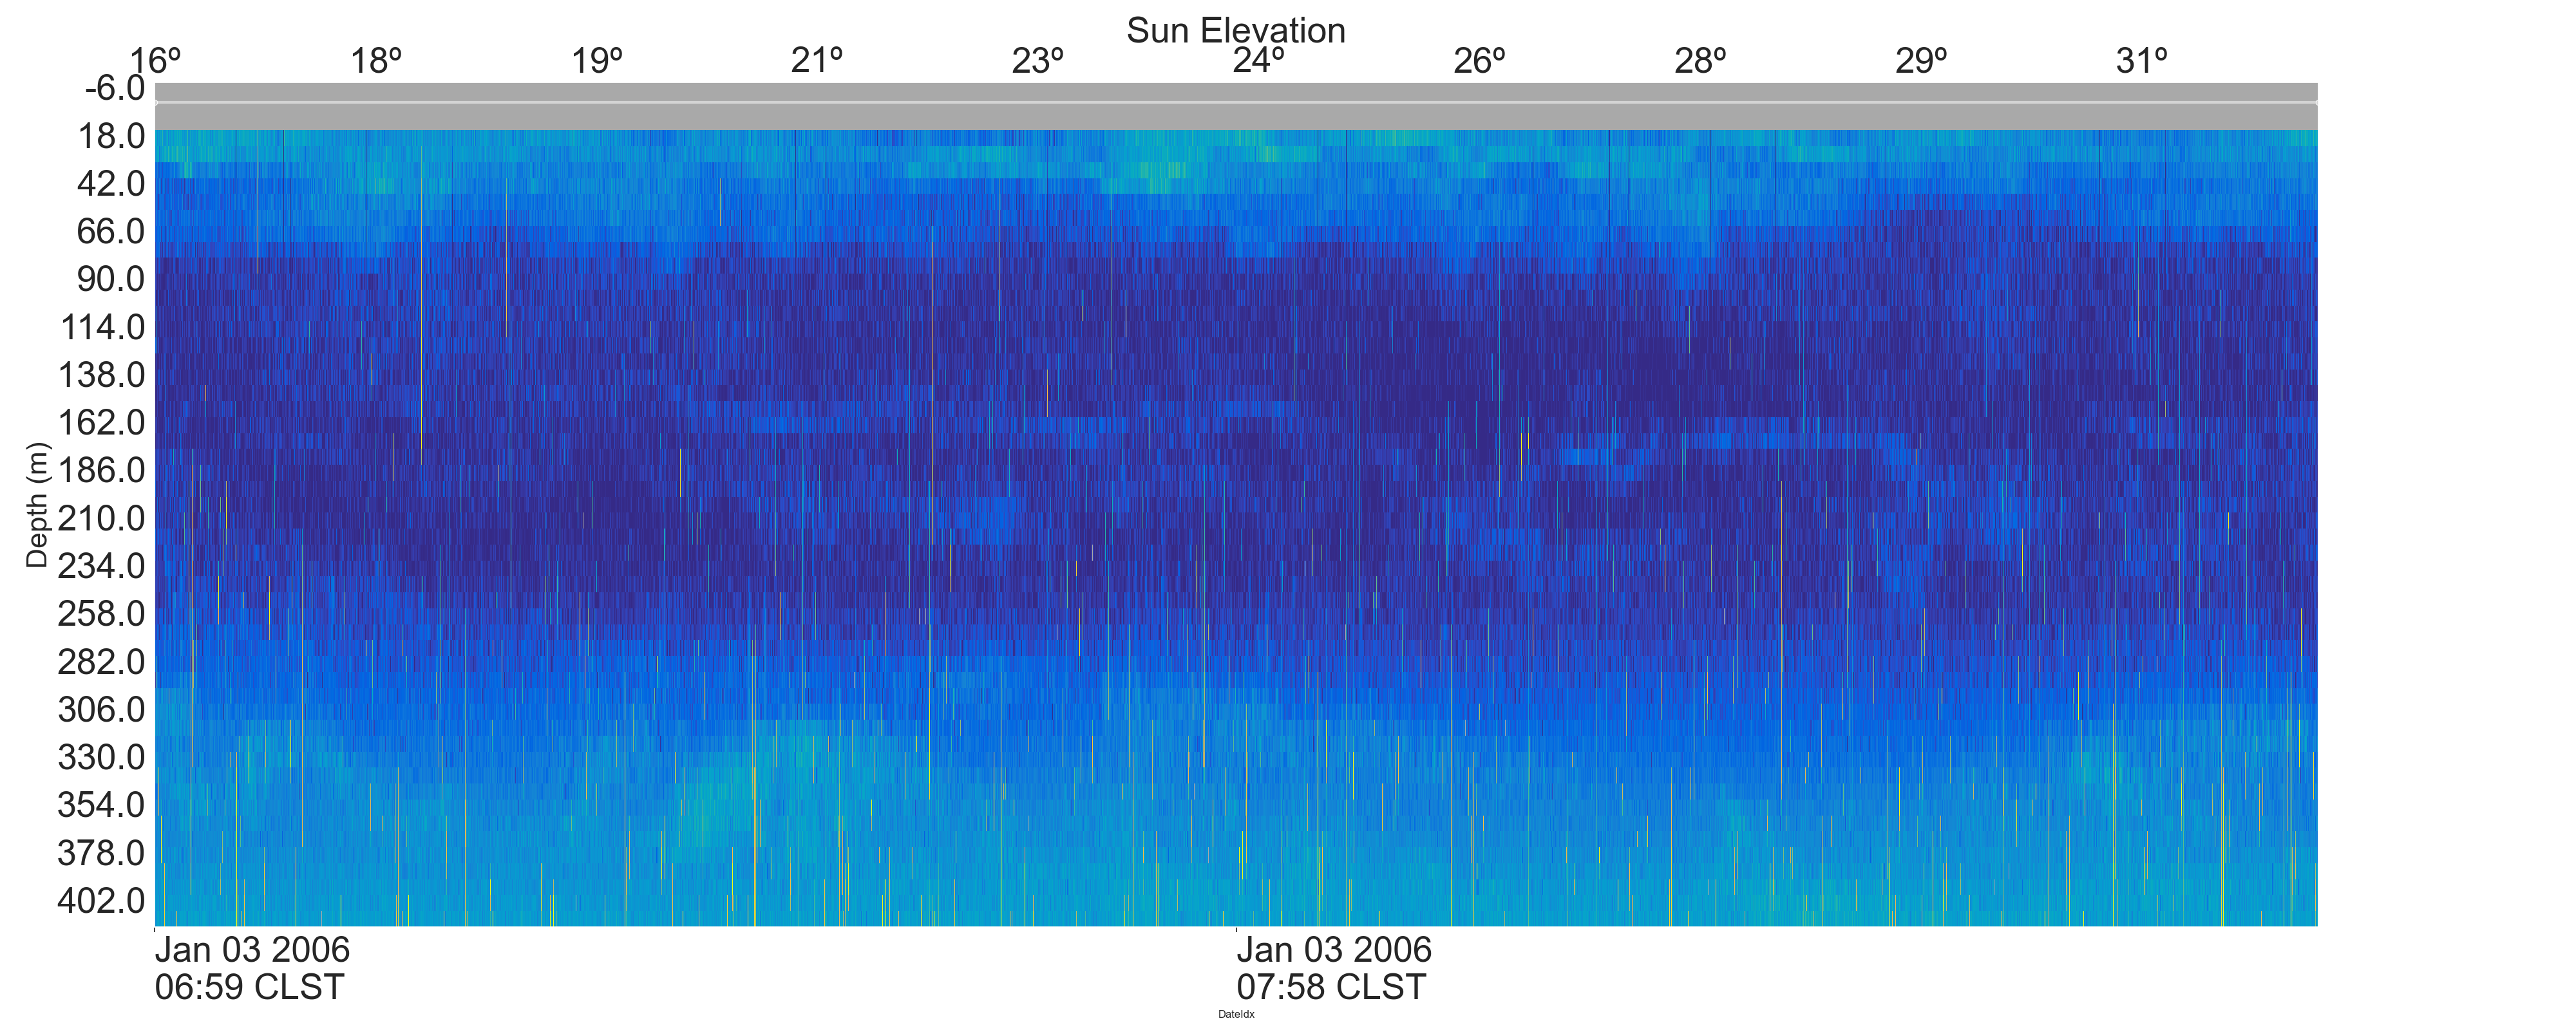 Sun Elevation
16º 18º 19º 21º 23º 24º 26º 28º 29º 31º
-6.0
18.0
42.0
66.0
90.0
114.0
138.0
162.0
186.0
210.0
234.0
258.0
282.0
306.0
330.0
354.0
378.0
402.0
Depth (m)
Jan 03 2006
06:59 CLST
Jan 03 2006
07:58 CLST
DateIdx